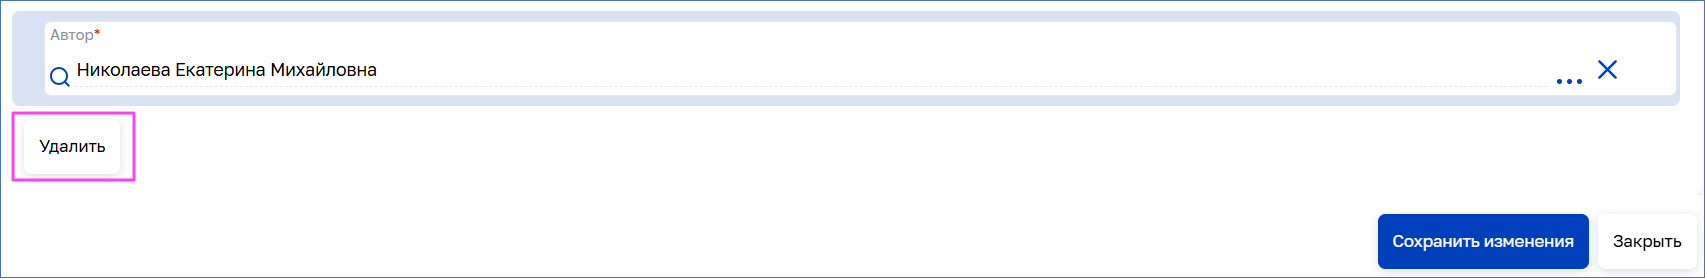 Автор*
Николаева Екатерина Михайловна
Удалить
Сохранить изменения
Закрыть